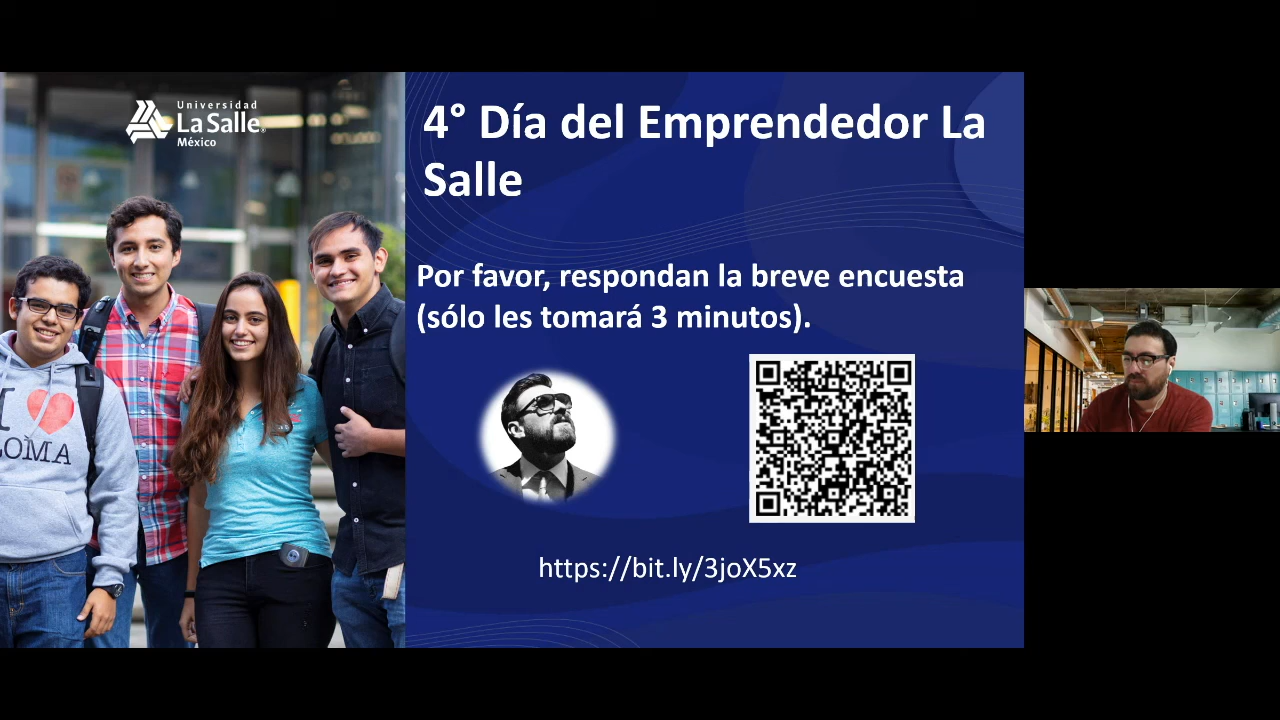 Universidad
La Salle®
México
4° Día del Emprendedor La
Salle
Por favor, respondan la breve encuesta
(sólo les tomará 3 minutos).
https://bit.ly/3joX5xz
I
LOMA